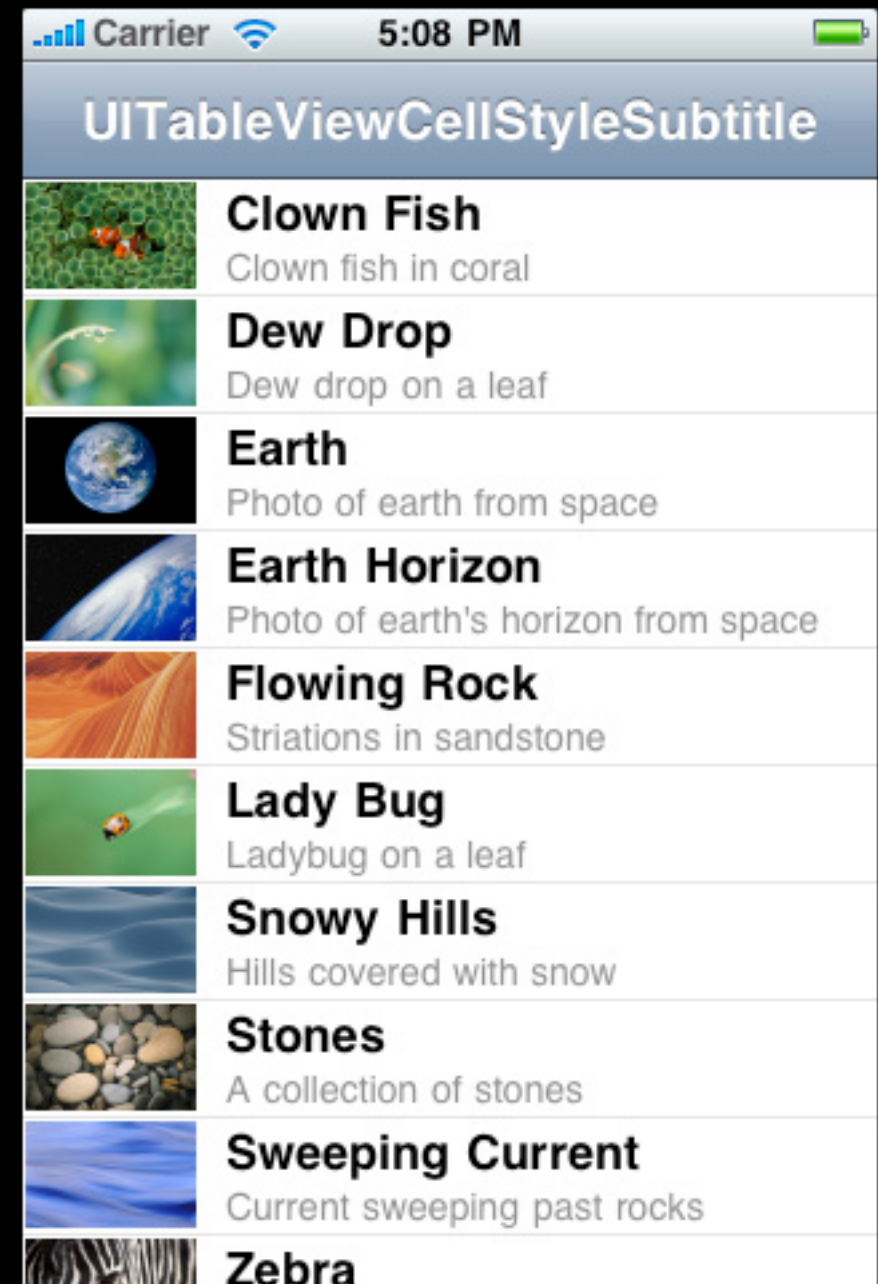 Carrier 5:08 PM
UITableViewCellStyleSubtitle
Clown Fish
Clown fish in coral
Dew Drop
Dew drop on a leaf
Earth
Photo of earth from space
Earth Horizon
Photo of earth's horizon from space
Flowing Rock
Striations in sandstone
Lady Bug
Ladybug on a leaf
Snowy Hills
Hills covered with snow
Stones
A collection of stones
Sweeping Current
Current sweeping past rocks
Zebra